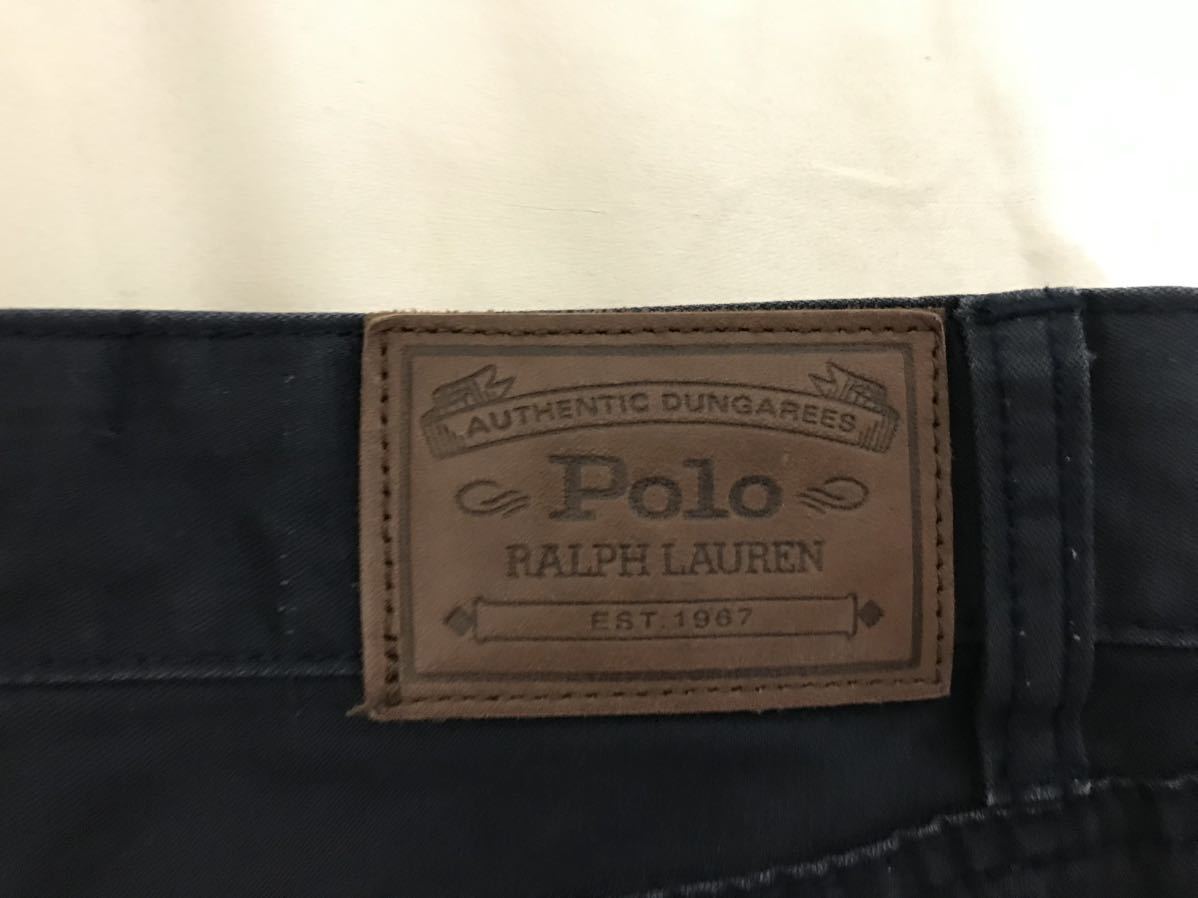 AUTHENTIC DUNGAREES
Polo
RALPH LAUREN
EST. 1967